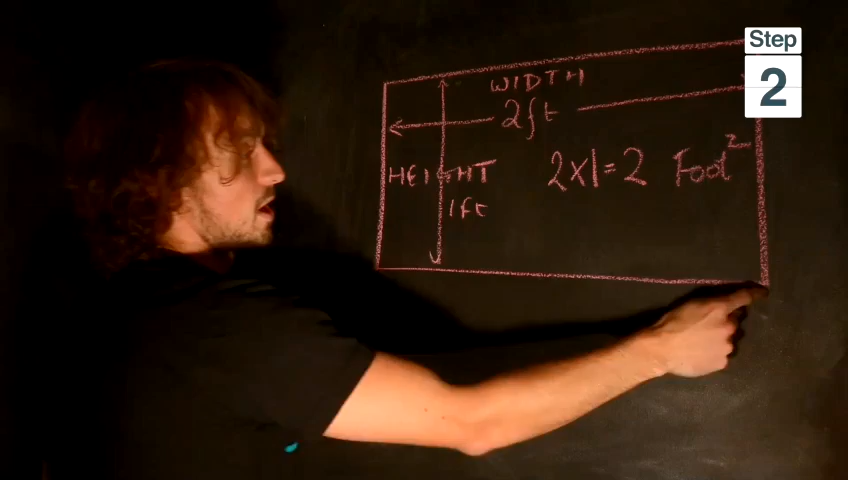 Step
2
WIDTH
2ft
HEIGHT
1ft
2x1=2 Foot²